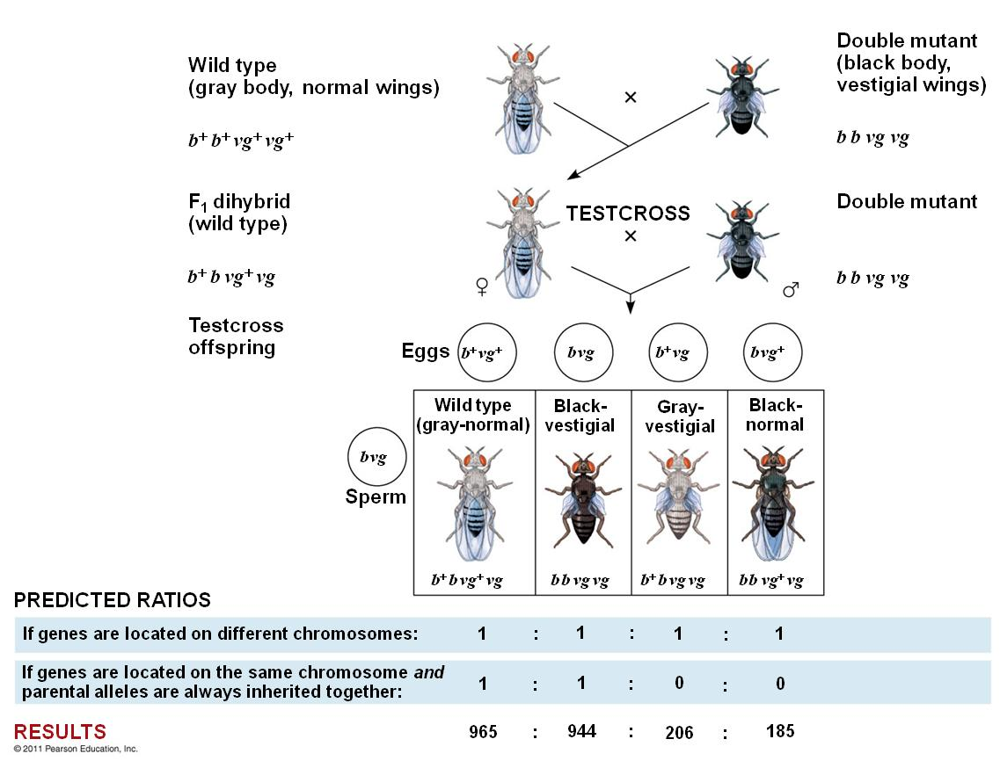 Wild type
(gray body, normal wings)
b⁺ b⁺ vg⁺ vg⁺
×
Double mutant
(black body,
vestigial wings)
b b vg vg
F₁ dihybrid
(wild type)
b⁺ b vg⁺ vg
♀
TESTCROSS
×
♂
Double mutant
b b vg vg
Testcross
offspring
Eggs
b⁺ vg⁺
b vg
b⁺ vg
b vg⁺
b vg
Sperm
Wild type
(gray-normal)
b⁺ b vg⁺ vg
Black-
vestigial
b b vg vg
Gray-
vestigial
b⁺ b vg vg
Black-
normal
b b vg⁺ vg
PREDICTED RATIOS
If genes are located on different chromosomes: 1 : 1 : 1 : 1
If genes are located on the same chromosome and
parental alleles are always inherited together: 1 : 1 : 0 : 0
RESULTS 965 : 944 : 206 : 185
© 2011 Pearson Education, Inc.